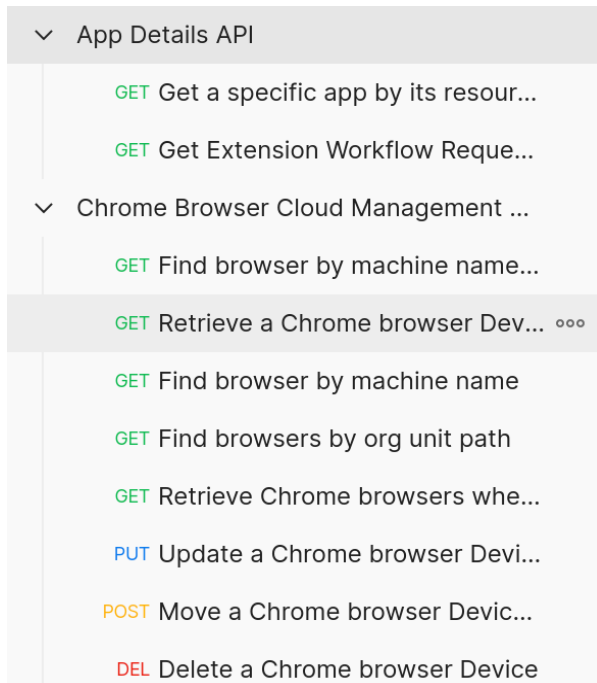 App Details API
GET Get a specific app by its resour...
GET Get Extension Workflow Reque...
Chrome Browser Cloud Management ...
GET Find browser by machine name...
GET Retrieve a Chrome browser Dev...
GET Find browser by machine name
GET Find browsers by org unit path
GET Retrieve Chrome browsers whe...
PUT Update a Chrome browser Devi...
POST Move a Chrome browser Devic...
DEL Delete a Chrome browser Device